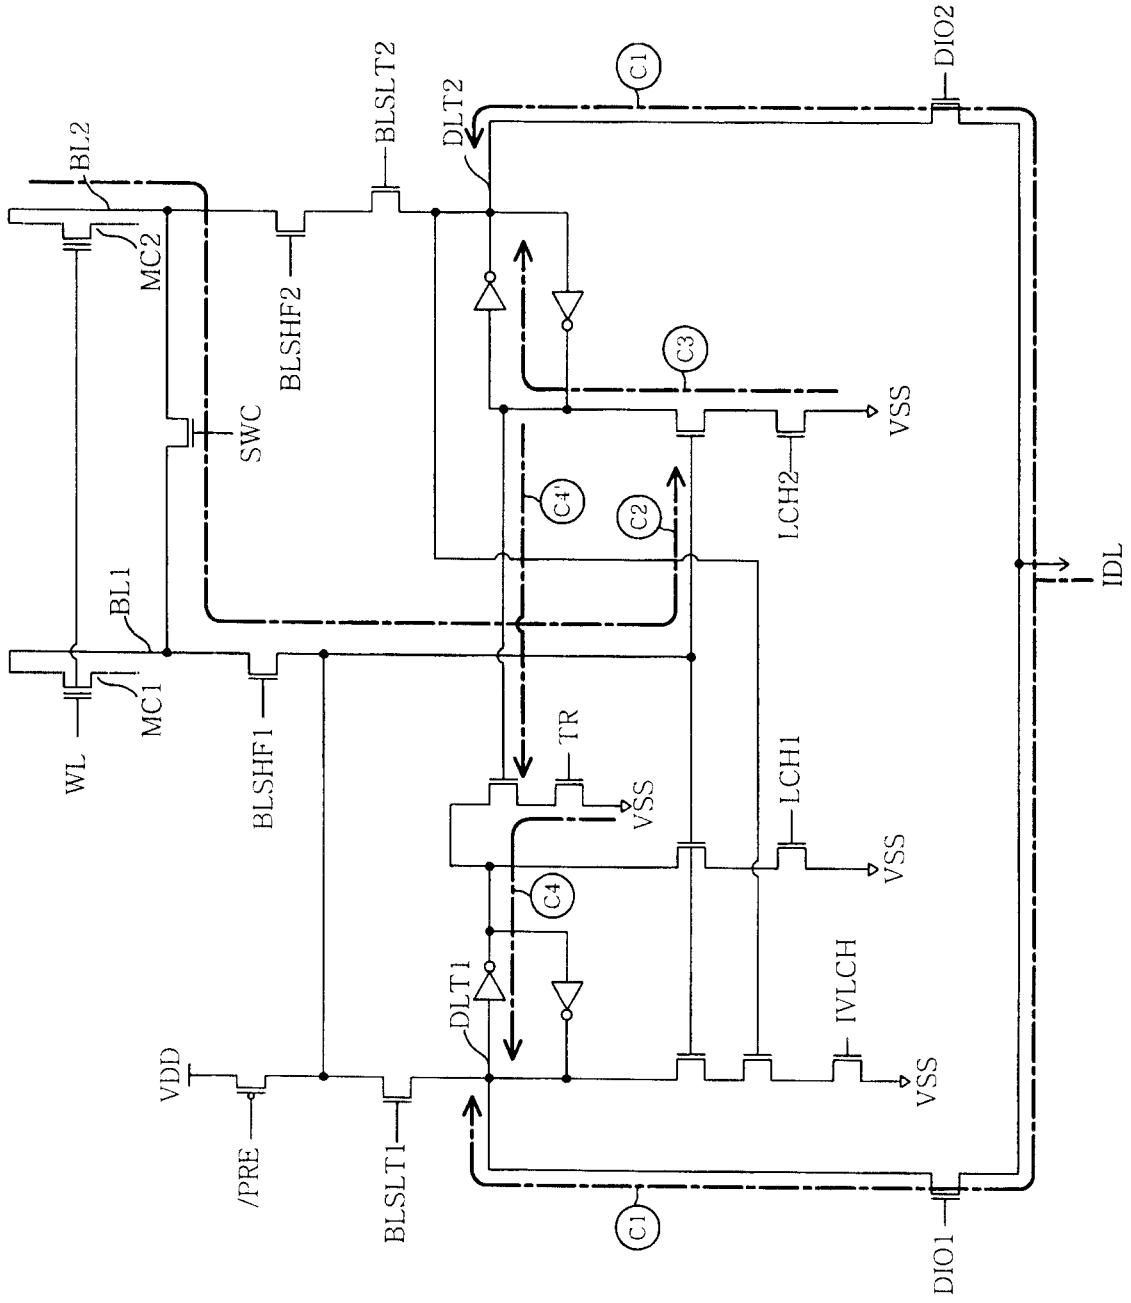 BL2
MC2
BLSHF2
BLSLT2
DLT2
C1
DIO2
SWC
C3
VSS
LCH2
C4'
C2
BL1
MC1
WL
BLSHF1
TR
VSS
LCH1
VSS
C4
IDL
VDD
/PRE
DLT1
BLSLT1
IVLCH
VSS
C1
DIO1